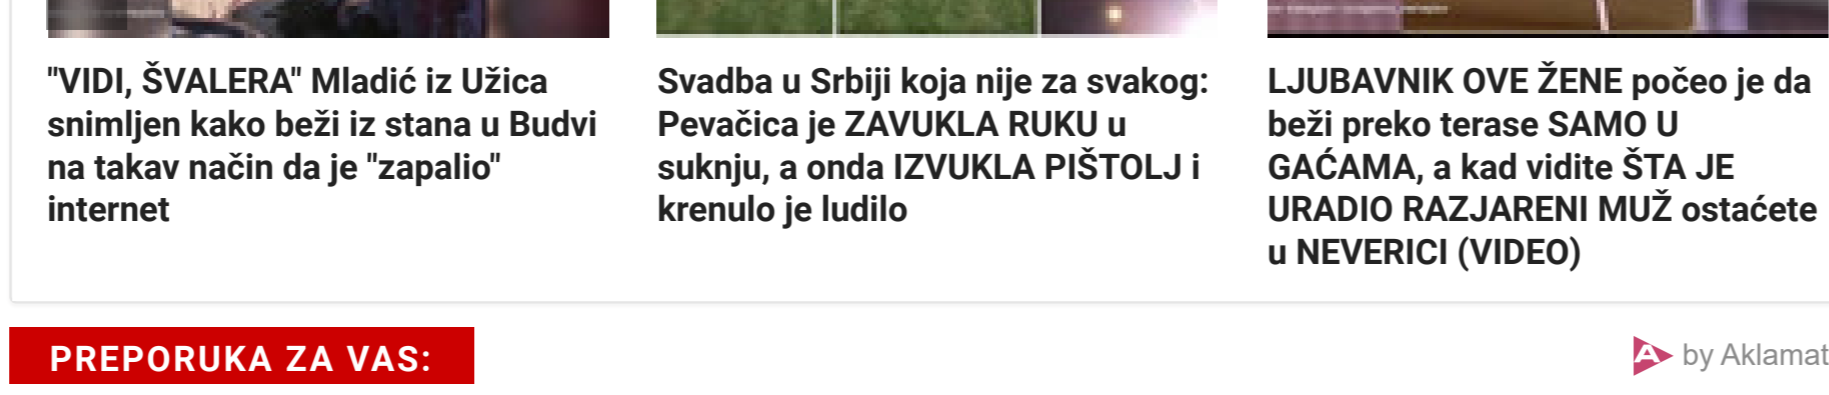 "VIDI, ŠVALERA" Mladić iz Užica
snimljen kako beži iz stana u Budvi
na takav način da je "zapalio"
internet
Svadba u Srbiji koja nije za svakog:
Pevačica je ZAVUKLA RUKU u
suknju, a onda IZVUKLA PIŠTOLJ i
krenulo je ludilo
LJUBAVNIK OVE ŽENE počeo je da
beži preko terase SAMO U
GAĆAMA, a kad vidite ŠTA JE
URADIO RAZJARENI MUŽ ostaćete
u NEVERICI (VIDEO)
PREPORUKA ZA VAS:
by Aklamat